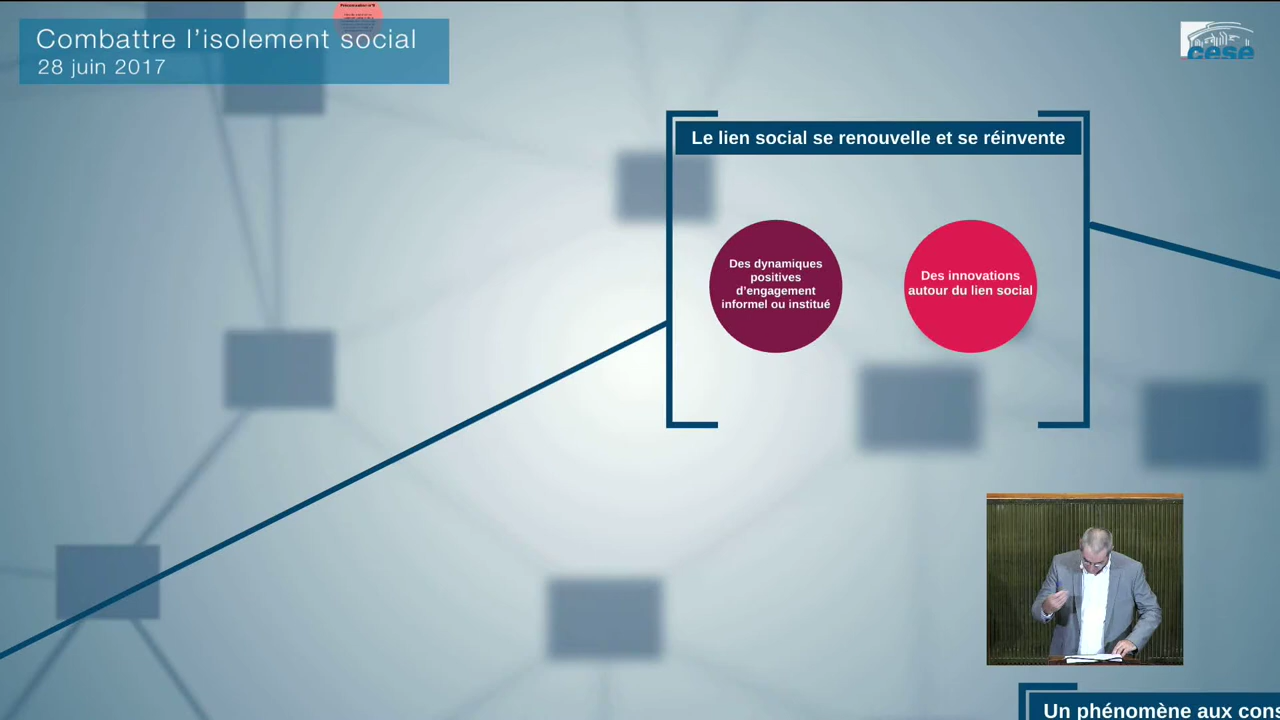 Combattre l'isolement social
28 juin 2017
cese
Le lien social se renouvelle et se réinvente
Des dynamiques
positives
d'engagement
informel ou institué
Des innovations
autour du lien social
Un phénomène aux cons